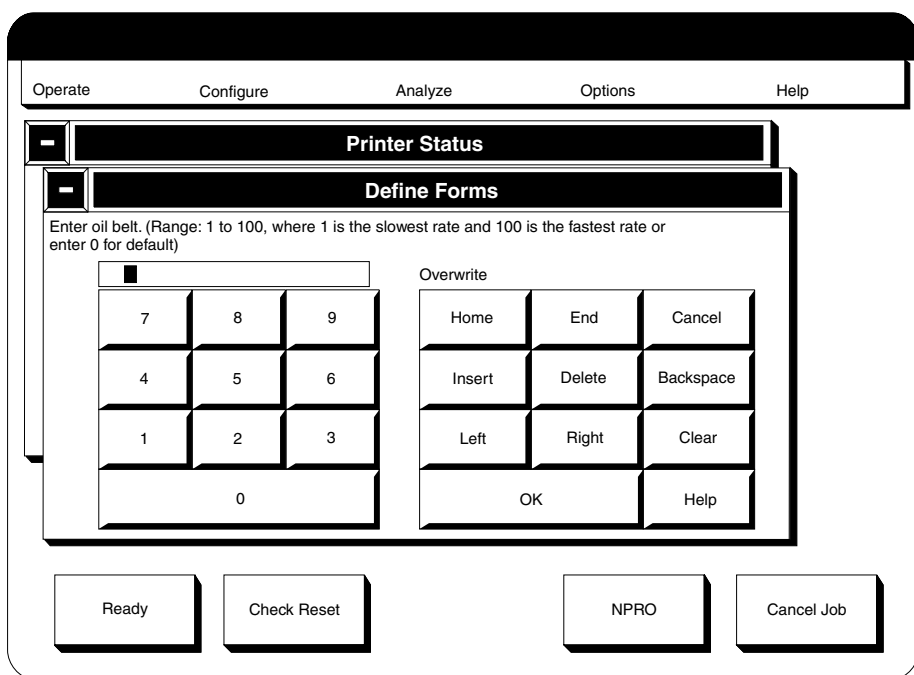 Operate Configure Analyze Options Help
Printer Status
Define Forms
Enter oil belt. (Range: 1 to 100, where 1 is the slowest rate and 100 is the fastest rate or
enter 0 for default)
Overwrite
7 8 9 Home End Cancel
4 5 6 Insert Delete Backspace
1 2 3 Left Right Clear
0 OK Help
Ready Check Reset NPRO Cancel Job